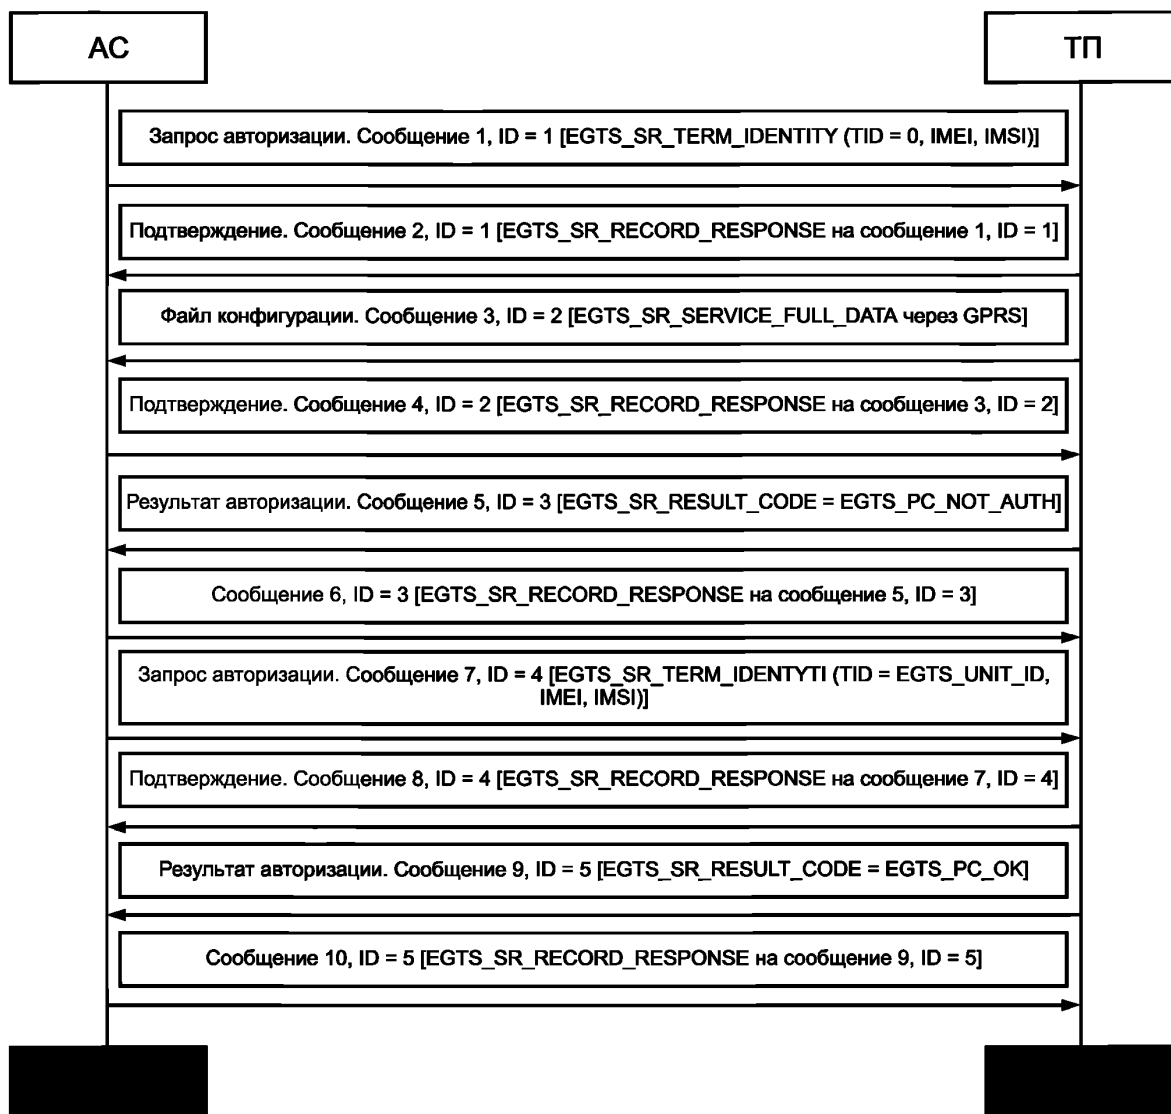 АС
ТП
Запрос авторизации. Сообщение 1, ID = 1 [EGTS_SR_TERM_IDENTITY (TID = 0, IMEI, IMSI)]
Подтверждение. Сообщение 2, ID = 1 [EGTS_SR_RECORD_RESPONSE на сообщение 1, ID = 1]
Файл конфигурации. Сообщение 3, ID = 2 [EGTS_SR_SERVICE_FULL_DATA через GPRS]
Подтверждение. Сообщение 4, ID = 2 [EGTS_SR_RECORD_RESPONSE на сообщение 3, ID = 2]
Результат авторизации. Сообщение 5, ID = 3 [EGTS_SR_RESULT_CODE = EGTS_PC_NOT_AUTH]
Сообщение 6, ID = 3 [EGTS_SR_RECORD_RESPONSE на сообщение 5, ID = 3]
Запрос авторизации. Сообщение 7, ID = 4 [EGTS_SR_TERM_IDENTYTI (TID = EGTS_UNIT_ID,
IMEI, IMSI)]
Подтверждение. Сообщение 8, ID = 4 [EGTS_SR_RECORD_RESPONSE на сообщение 7, ID = 4]
Результат авторизации. Сообщение 9, ID = 5 [EGTS_SR_RESULT_CODE = EGTS_PC_OK]
Сообщение 10, ID = 5 [EGTS_SR_RECORD_RESPONSE на сообщение 9, ID = 5]